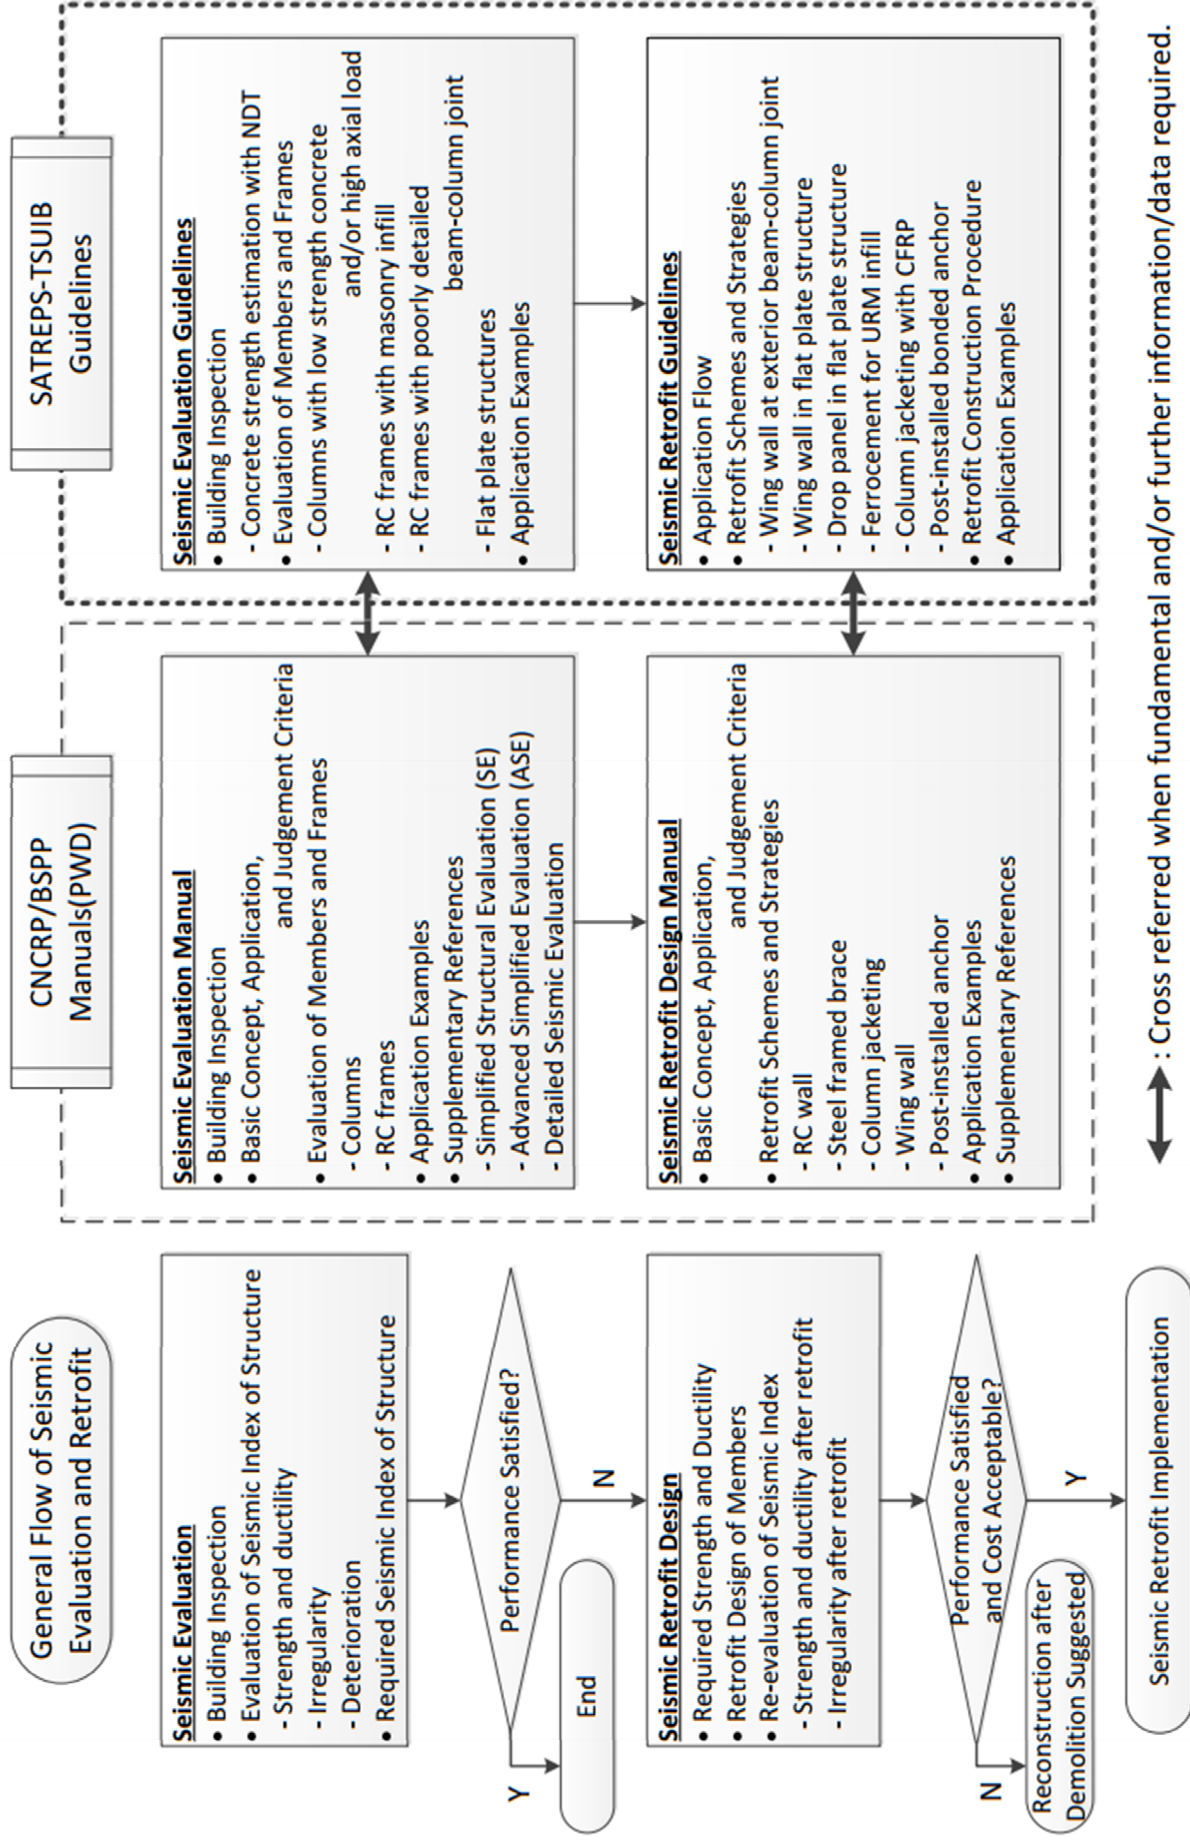 General Flow of Seismic
Evaluation and Retrofit
Seismic Evaluation
• Building Inspection
• Evaluation of Seismic Index of Structure
- Strength and ductility
- Irregularity
- Deterioration
• Required Seismic Index of Structure
Performance Satisfied?
Y
End
N
Seismic Retrofit Design
• Required Strength and Ductility
• Retrofit Design of Members
• Re-evaluation of Seismic Index
- Strength and ductility after retrofit
- Irregularity after retrofit
Performance Satisfied
and Cost Acceptable?
N
Reconstruction after
Demolition Suggested
Y
Seismic Retrofit Implementation
CNCRP/BSPP
Manuals(PWD)
Seismic Evaluation Manual
• Building Inspection
• Basic Concept, Application,
and Judgement Criteria
• Evaluation of Members and Frames
- Columns
- RC frames
• Application Examples
• Supplementary References
- Simplified Structural Evaluation (SE)
- Advanced Simplified Evaluation (ASE)
- Detailed Seismic Evaluation
Seismic Retrofit Design Manual
• Basic Concept, Application,
and Judgement Criteria
• Retrofit Schemes and Strategies
- RC wall
- Steel framed brace
- Column jacketing
- Wing wall
- Post-installed anchor
• Application Examples
• Supplementary References
SATREPS-TSUIB
Guidelines
Seismic Evaluation Guidelines
• Building Inspection
- Concrete strength estimation with NDT
• Evaluation of Members and Frames
- Columns with low strength concrete
and/or high axial load
- RC frames with masonry infill
- RC frames with poorly detailed
beam-column joint
- Flat plate structures
• Application Examples
Seismic Retrofit Guidelines
• Application Flow
• Retrofit Schemes and Strategies
- Wing wall at exterior beam-column joint
- Wing wall in flat plate structure
- Drop panel in flat plate structure
- Ferrocement for URM infill
- Column jacketing with CFRP
- Post-installed bonded anchor
• Retrofit Construction Procedure
• Application Examples
: Cross referred when fundamental and/or further information/data required.